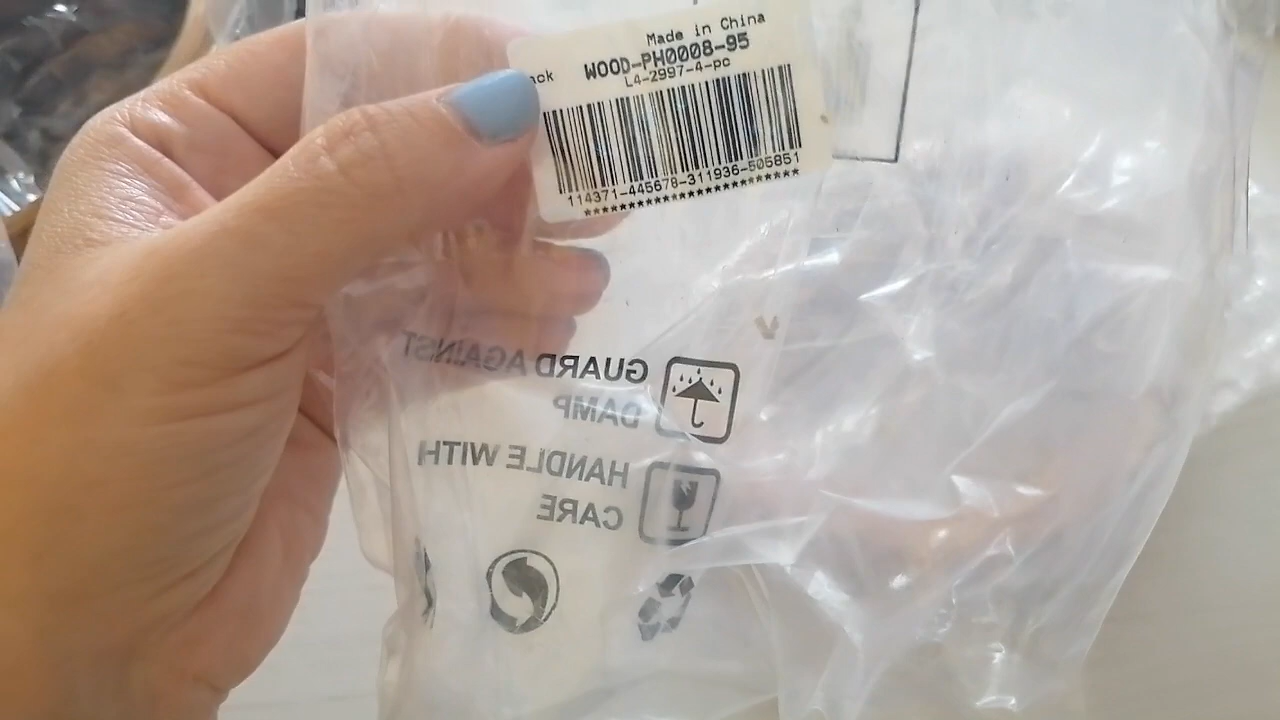 Made in China
ack WOOD-PH0008-95
L4-2997-4-pc
114371-445678-311936-505851
********************
GUARD AGAINST
DAMP
HANDLE WITH
CARE